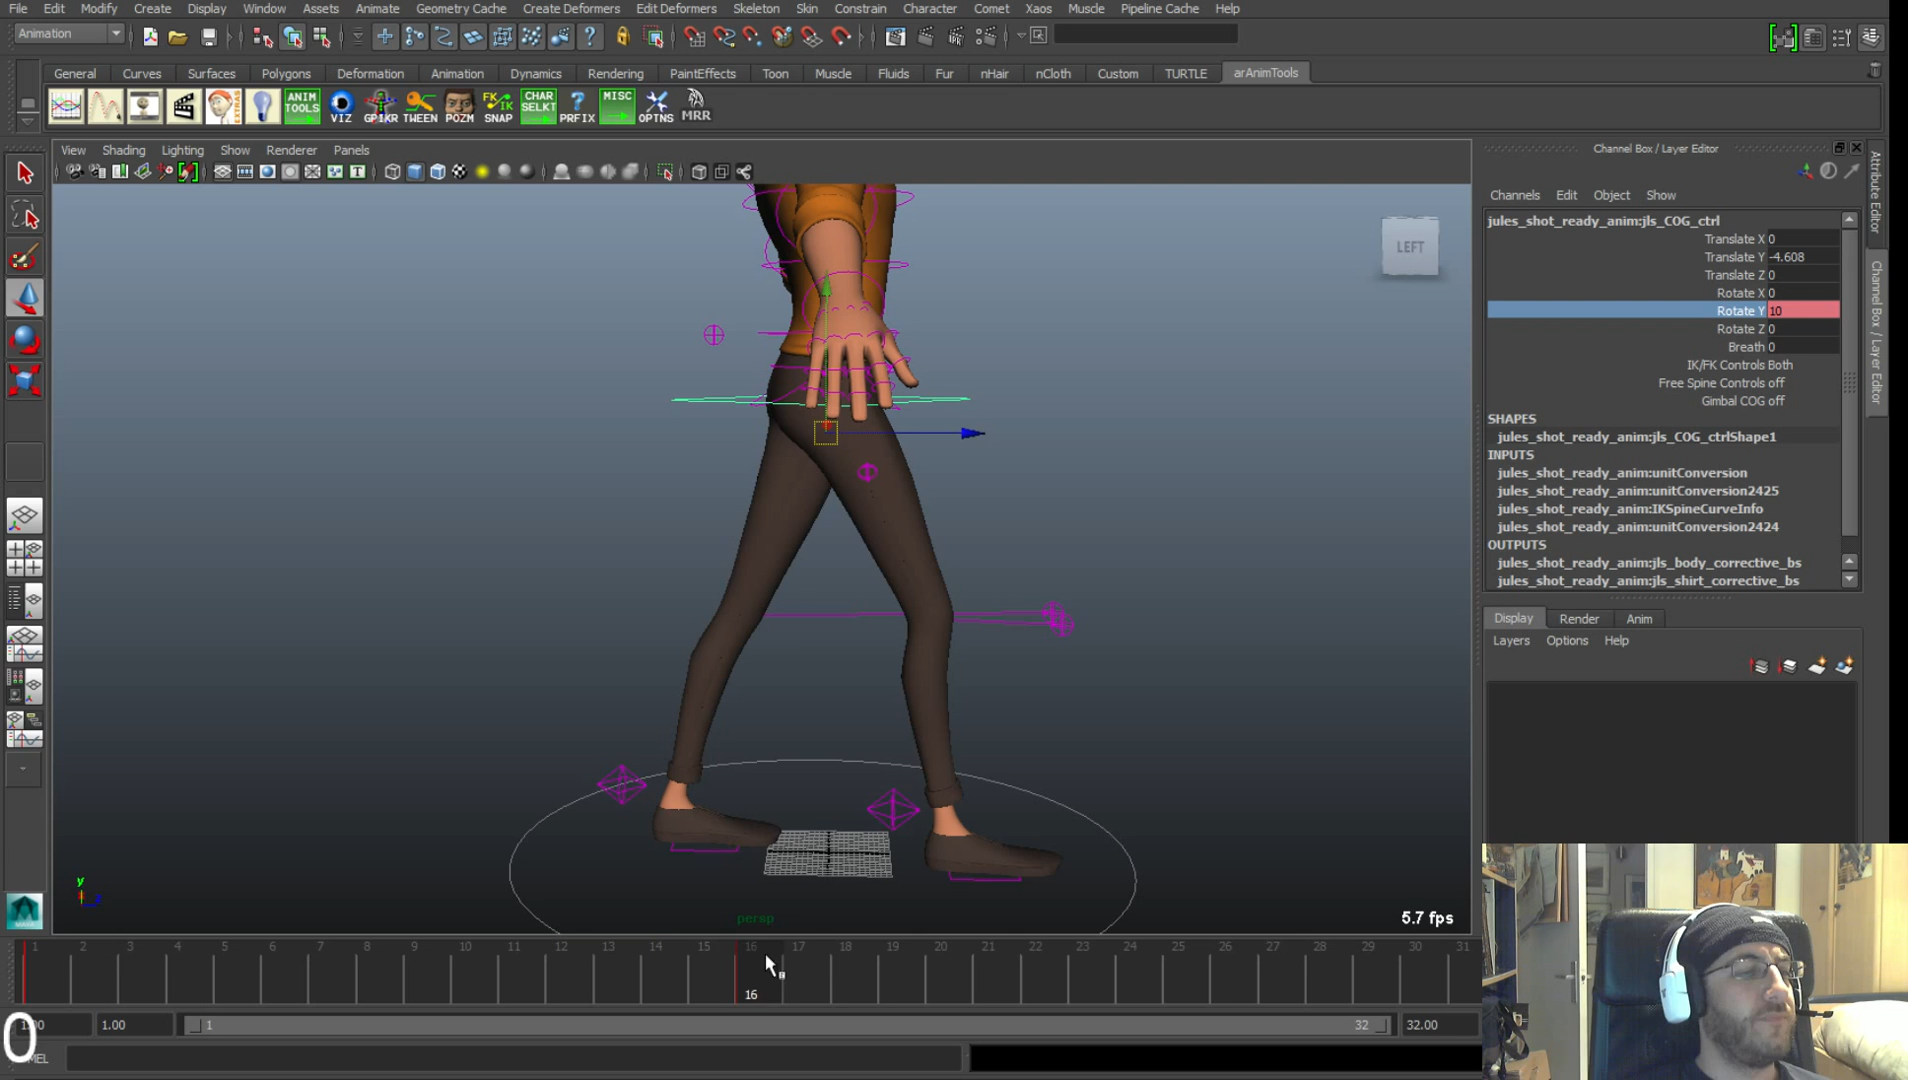 File Edit Modify Create Display Window Assets Animate Geometry Cache Create Deformers Edit Deformers Skeleton Skin Constrain Character Comet Xaos Muscle Pipeline Cache Help
Animation
General Curves Surfaces Polygons Deformation Animation Dynamics Rendering PaintEffects Toon Muscle Fluids Fur nHair nCloth Custom TURTLE arAnimTools
ANIM TOOLS VIZ GPIKR TWEEN POZM FK/IK SNAP CHAR SELKT PRFIX MISC OPTNS MRR
View Shading Lighting Show Renderer Panels
LEFT
persp
5.7 fps
y
Channel Box / Layer Editor
Channels Edit Object Show
jules_shot_ready_anim:jls_COG_ctrl
Translate X 0
Translate Y -4.608
Translate Z 0
Rotate X 0
Rotate Y 10
Rotate Z 0
Breath 0
IK/FK Controls Both
Free Spine Controls off
Gimbal COG off
SHAPES
jules_shot_ready_anim:jls_COG_ctrlShape1
INPUTS
jules_shot_ready_anim:unitConversion
jules_shot_ready_anim:unitConversion2425
jules_shot_ready_anim:IKSpineCurveInfo
jules_shot_ready_anim:unitConversion2424
OUTPUTS
jules_shot_ready_anim:jls_body_corrective_bs
jules_shot_ready_anim:jls_shirt_corrective_bs
Display Render Anim
Layers Options Help
Attribute Editor
Channel Box / Layer Editor
1 2 3 4 5 6 7 8 9 10 11 12 13 14 15 16 17 18 19 20 21 22 23 24 25 26 27 28 29 30 31
16
1.00 1 32 32.00
0